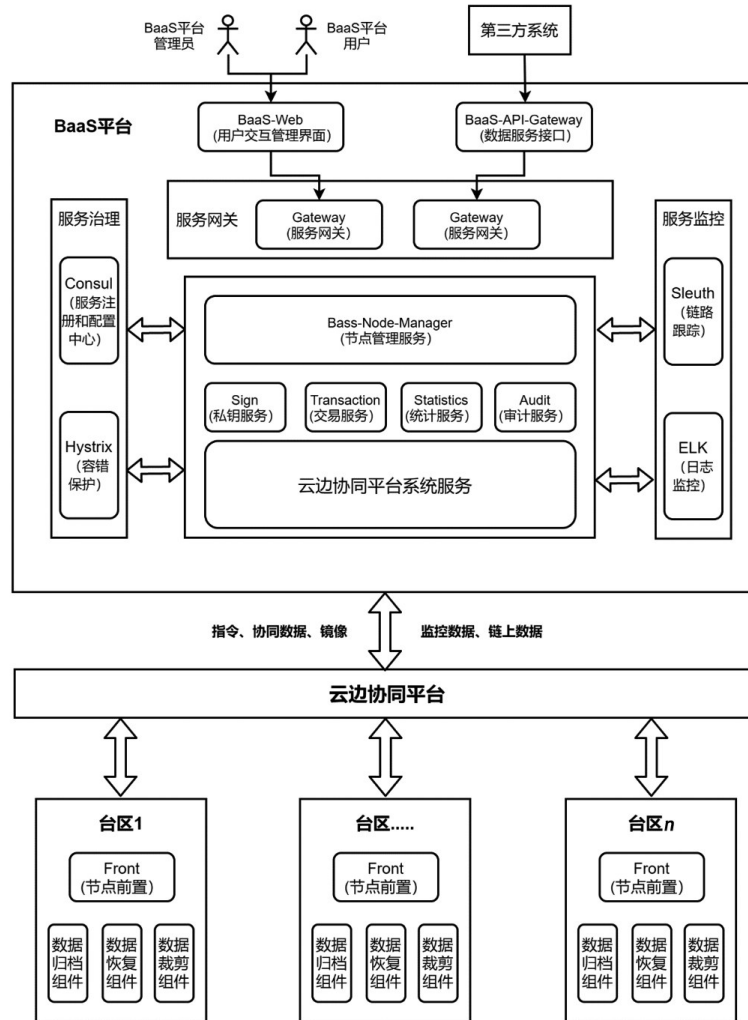 BaaS平台
管理员
BaaS平台
用户
第三方系统
BaaS平台
BaaS-Web
(用户交互管理界面)
BaaS-API-Gateway
(数据服务接口)
服务网关
Gateway
(服务网关)
Gateway
(服务网关)
服务治理
Consul
(服务注
册和配置
中心)
Hystrix
(容错
保护)
Bass-Node-Manager
(节点管理服务)
Sign
(私钥服务)
Transaction
(交易服务)
Statistics
(统计服务)
Audit
(审计服务)
云边协同平台系统服务
服务监控
Sleuth
(链路
跟踪)
ELK
(日志
监控)
指令、协同数据、镜像
监控数据、链上数据
云边协同平台
台区1
Front
(节点前置)
数据
归档
组件
数据
恢复
组件
数据
裁剪
组件
台区.....
Front
(节点前置)
数据
归档
组件
数据
恢复
组件
数据
裁剪
组件
台区n
Front
(节点前置)
数据
归档
组件
数据
恢复
组件
数据
裁剪
组件